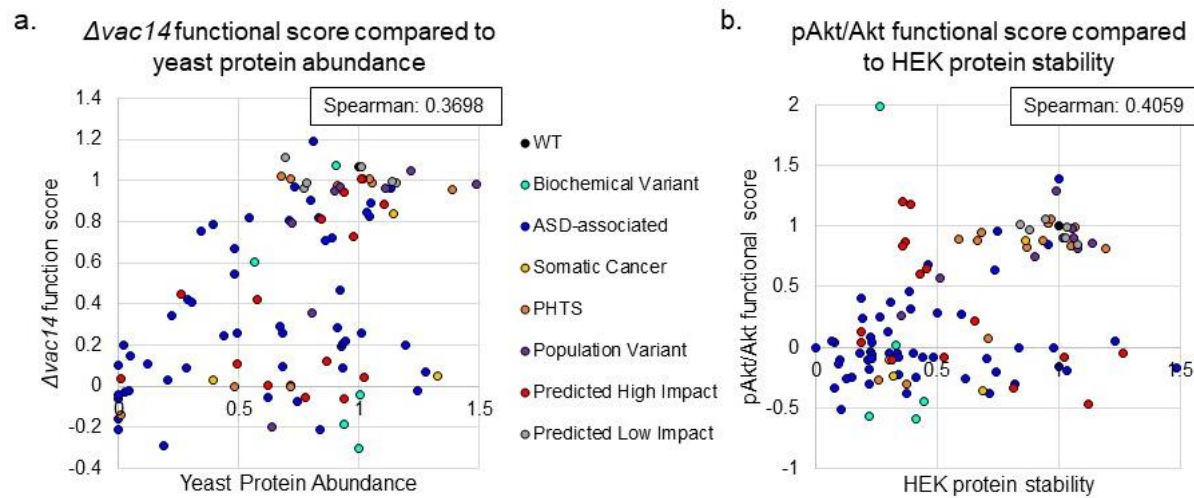 a.
Δvac14 functional score compared to
yeast protein abundance
Spearman: 0.3698
1.4
1.2
1
0.8
0.6
0.4
0.2
0
-0.2
-0.4
0
0.5
1
1.5
Δvac14 function score
Yeast Protein Abundance
WT
Biochemical Variant
ASD-associated
Somatic Cancer
PHTS
Population Variant
Predicted High Impact
Predicted Low Impact
b.
pAkt/Akt functional score compared
to HEK protein stability
Spearman: 0.4059
2
1.5
1
0.5
0
-0.5
-1
0
0.5
1
1.5
pAkt/Akt functional score
HEK protein stability